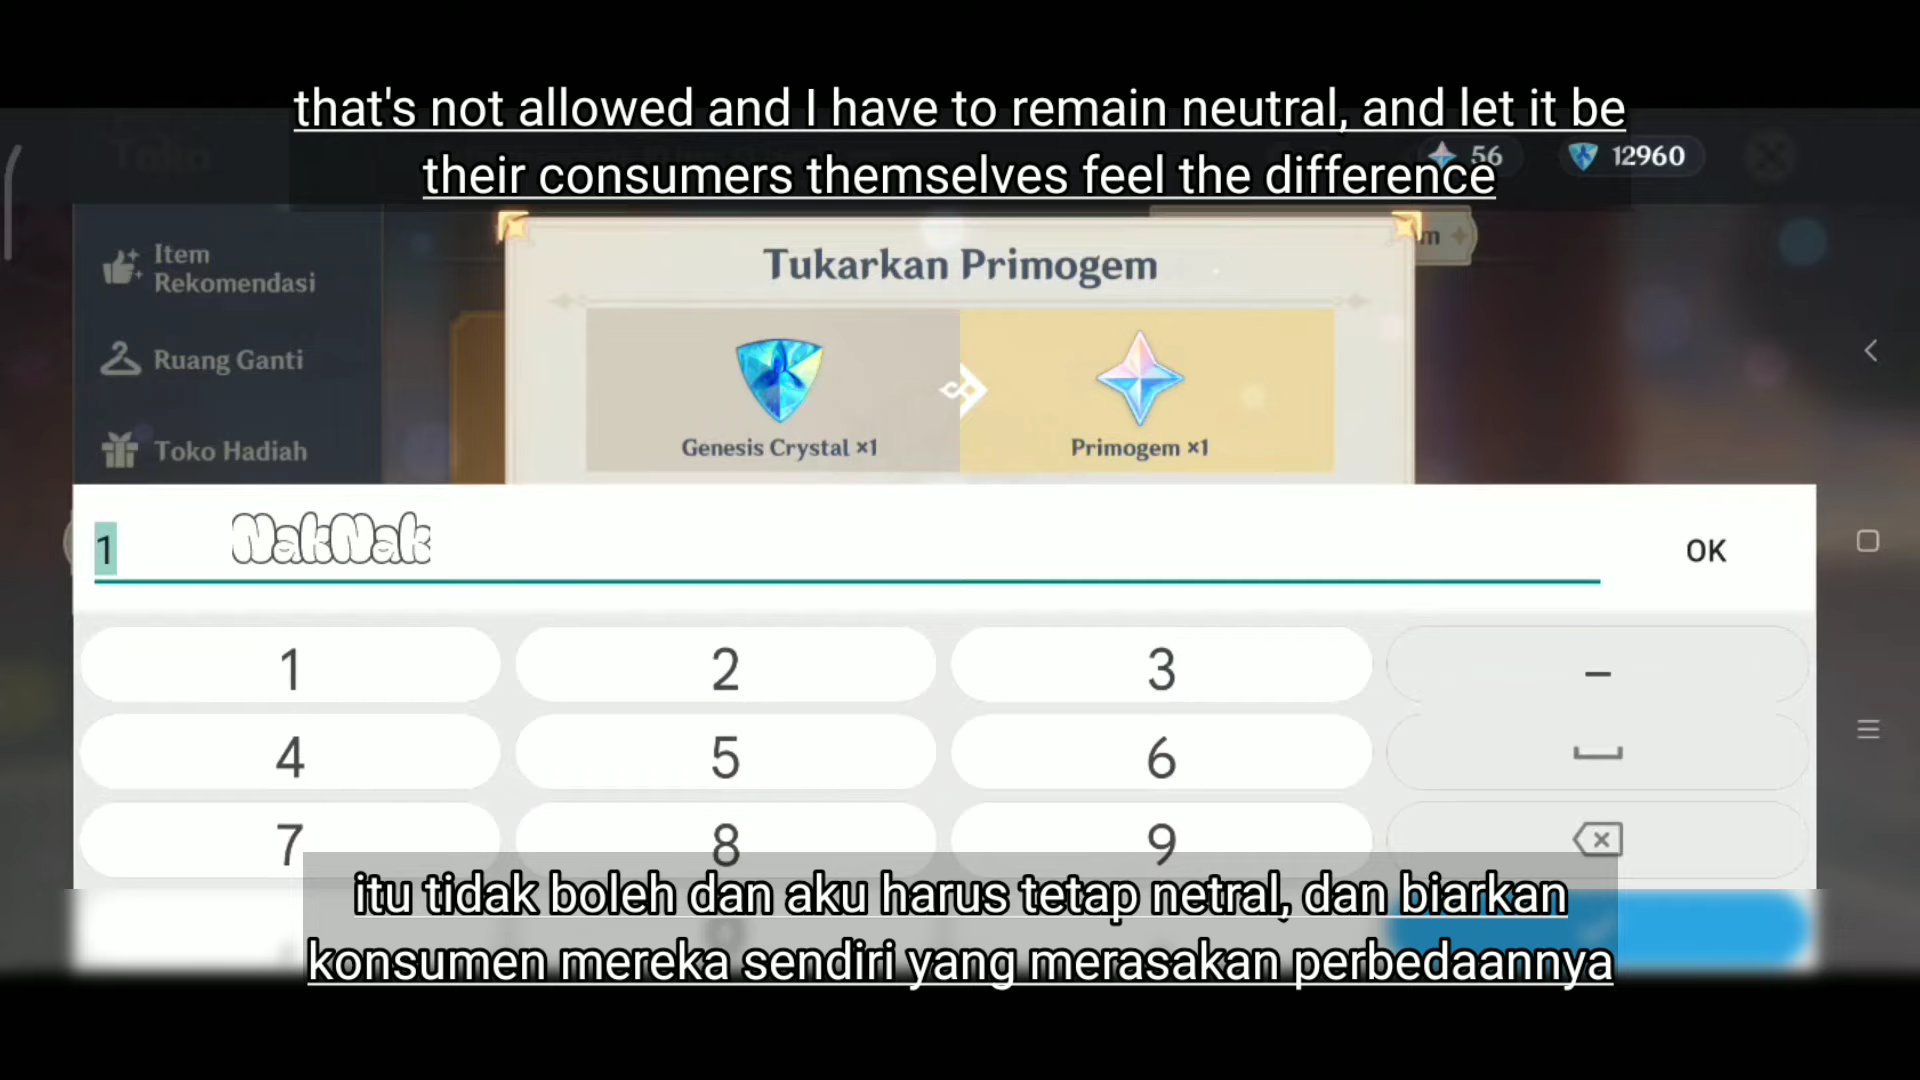 that's not allowed and I have to remain neutral, and let it be
their consumers themselves feel the difference
Toko
56
12960
Item
Rekomendasi
Ruang Ganti
Toko Hadiah
Tukarkan Primogem
Genesis Crystal ×1
Primogem ×1
1
NakNak
OK
1 2 3 –
4 5 6
7 8 9
itu tidak boleh dan aku harus tetap netral, dan biarkan
konsumen mereka sendiri yang merasakan perbedaannya